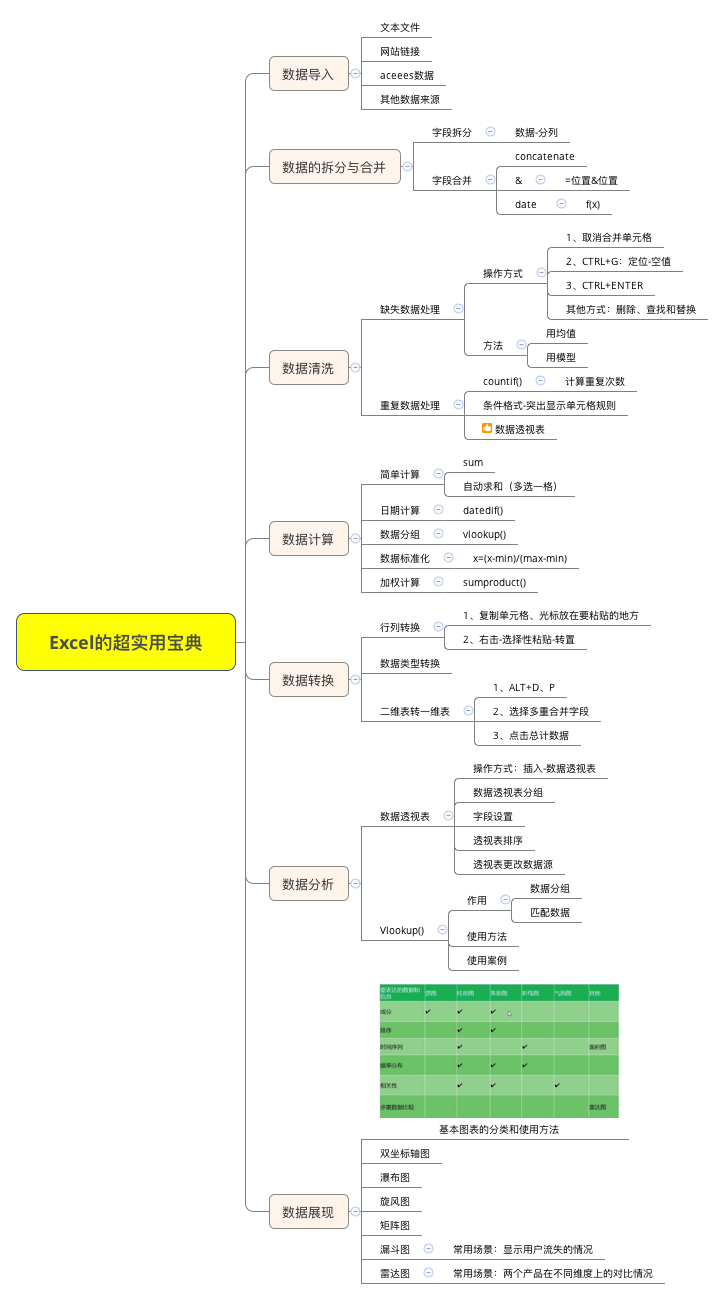 文本文件
网站链接
数据导入
aceees数据
其他数据来源
字段拆分 数据-分列
concatenate
数据的拆分与合并
字段合并 & =位置&位置
date f(x)
1、取消合并单元格
2、CTRL+G：定位-空值
操作方式
3、CTRL+ENTER
其他方式：删除、查找和替换
缺失数据处理
用均值
方法
用模型
数据清洗
countif() 计算重复次数
重复数据处理 条件格式-突出显示单元格规则
数据透视表
sum
简单计算
自动求和（多选一格）
日期计算 datedif()
数据计算
数据分组 vlookup()
数据标准化 x=(x-min)/(max-min)
加权计算 sumproduct()
1、复制单元格、光标放在要粘贴的地方
行列转换
2、右击-选择性粘贴-转置
Excel的超实用宝典
数据类型转换
数据转换
1、ALT+D、P
二维表转一维表 2、选择多重合并字段
3、点击总计数据
操作方式：插入-数据透视表
数据透视表分组
数据透视表 字段设置
透视表排序
透视表更改数据源
数据分析
数据分组
作用
匹配数据
Vlookup() 使用方法
使用案例
要表达的数据和信息 饼图 柱形图 条形图 折线图 气泡图 其他
成分 ✔ ✔ ✔
排序 ✔ ✔
时间序列 ✔ ✔ 面积图
频率分布 ✔ ✔ ✔
相关性 ✔ ✔ ✔
多重数据比较 雷达图
基本图表的分类和使用方法
双坐标轴图
瀑布图
数据展现
旋风图
矩阵图
漏斗图 常用场景：显示用户流失的情况
雷达图 常用场景：两个产品在不同维度上的对比情况